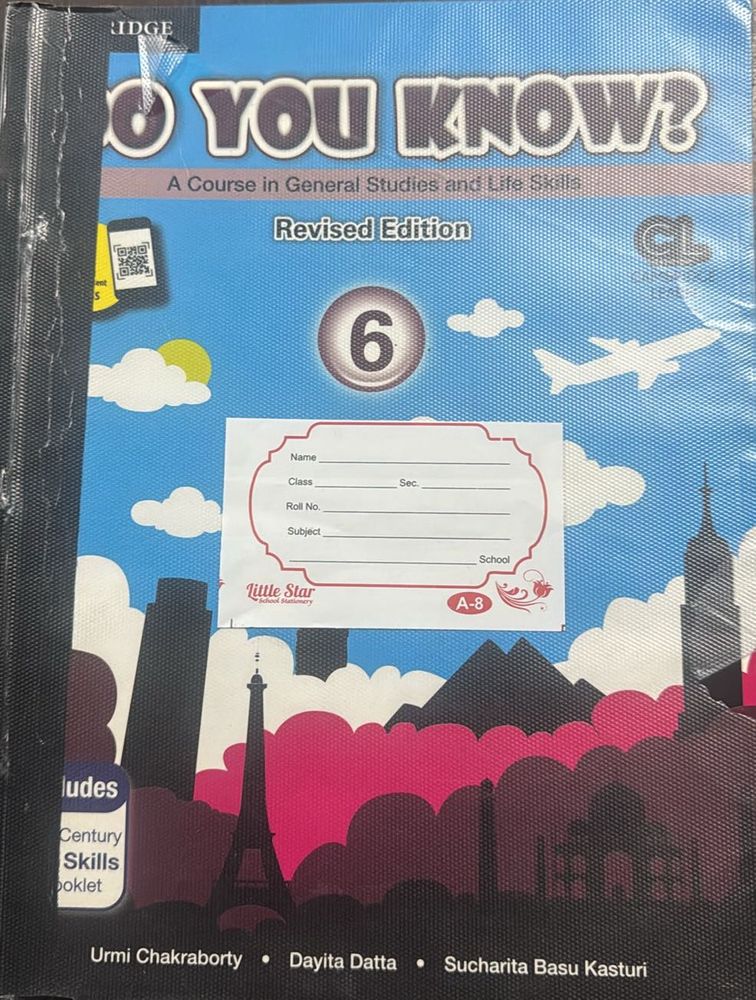 RIDGE
O YOU KNOW?
A Course in General Studies and Life Skills
Revised Edition
CL
6
Name
Class Sec.
Roll No.
Subject
School
Little Star
School Stationery
A-8
ludes
Century
Skills
ooklet
Urmi Chakraborty • Dayita Datta • Sucharita Basu Kasturi